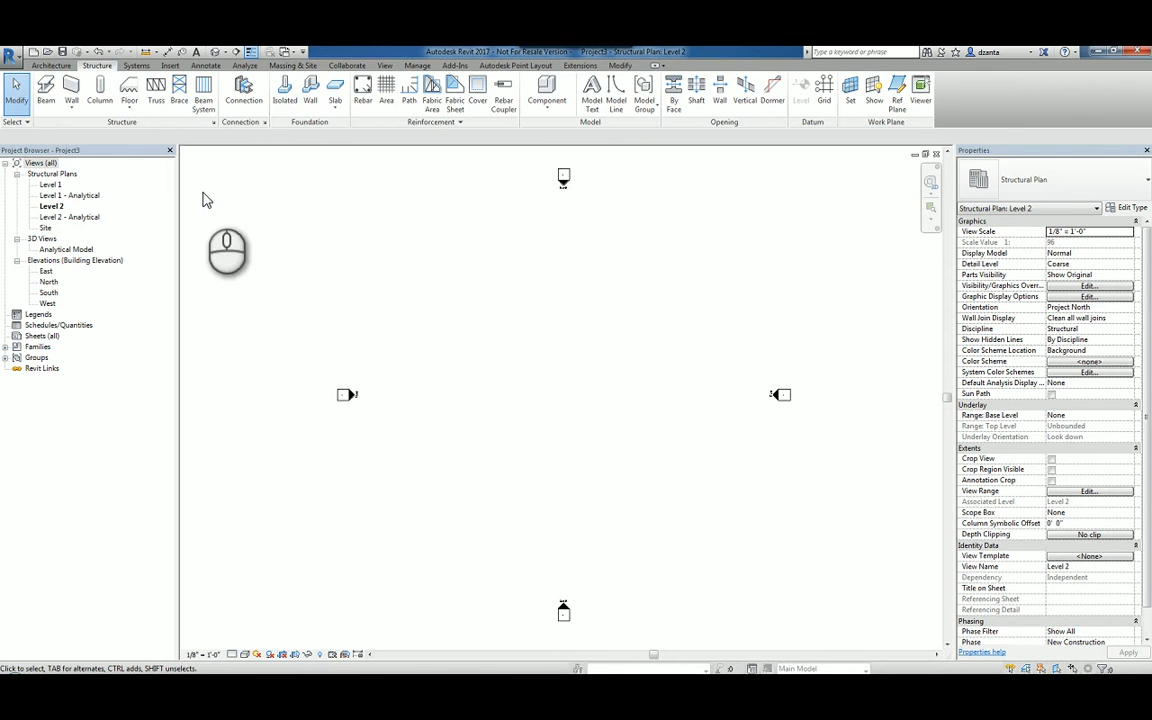 Autodesk Revit 2017 - Not For Resale Version - Project3 - Structural Plan: Level 2
Type a keyword or phrase
dzanta
Architecture Structure Systems Insert Annotate Analyze Massing & Site Collaborate View Manage Add-Ins Autodesk Point Layout Extensions Modify
Modify Beam Wall Column Floor Truss Brace Beam System Connection Isolated Wall Slab Rebar Area Path Fabric Area Fabric Sheet Cover Rebar Coupler Component Model Text Model Line Model Group By Face Shaft Wall Vertical Dormer Level Grid Set Show Ref Plane Viewer
Select Structure Connection Foundation Reinforcement Model Opening Datum Work Plane
Project Browser - Project3
Views (all)
Structural Plans
Level 1
Level 1 - Analytical
Level 2
Level 2 - Analytical
Site
3D Views
Analytical Model
Elevations (Building Elevation)
East
North
South
West
Legends
Schedules/Quantities
Sheets (all)
Families
Groups
Revit Links
Properties
Structural Plan
Structural Plan: Level 2 Edit Type
Graphics
View Scale 1/8" = 1'-0"
Scale Value 1: 96
Display Model Normal
Detail Level Coarse
Parts Visibility Show Original
Visibility/Graphics Overr... Edit...
Graphic Display Options Edit...
Orientation Project North
Wall Join Display Clean all wall joins
Discipline Structural
Show Hidden Lines By Discipline
Color Scheme Location Background
Color Scheme <none>
System Color Schemes Edit...
Default Analysis Display ... None
Sun Path
Underlay
Range: Base Level None
Range: Top Level Unbounded
Underlay Orientation Look down
Extents
Crop View
Crop Region Visible
Annotation Crop
View Range Edit...
Associated Level Level 2
Scope Box None
Column Symbolic Offset 0' 0"
Depth Clipping No clip
Identity Data
View Template <None>
View Name Level 2
Dependency Independent
Title on Sheet
Referencing Sheet
Referencing Detail
Phasing
Phase Filter Show All
Phase New Construction
Properties help Apply
1/8" = 1'-0"
Click to select, TAB for alternates, CTRL adds, SHIFT unselects.
:0 Main Model :0